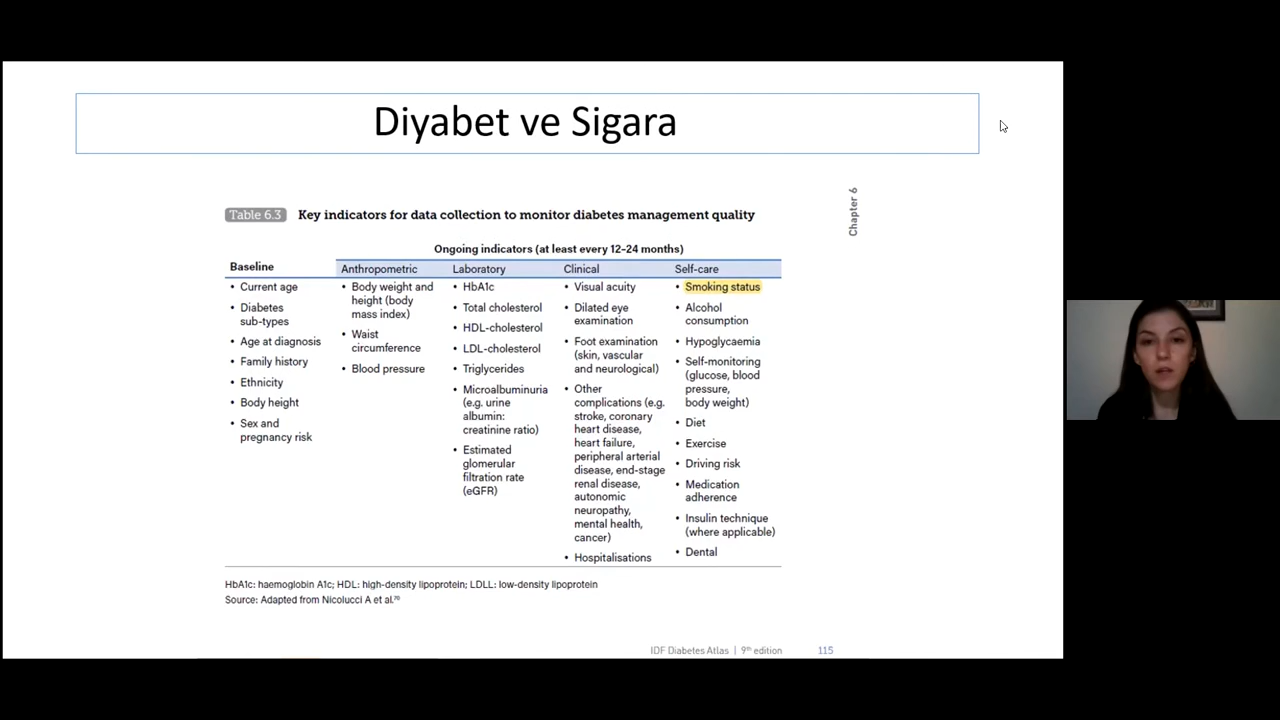 Diyabet ve Sigara
Chapter 6
Table 6.3 Key indicators for data collection to monitor diabetes management quality
Ongoing indicators (at least every 12–24 months)
Baseline
• Current age
• Diabetes
sub-types
• Age at diagnosis
• Family history
• Ethnicity
• Body height
• Sex and
pregnancy risk
Anthropometric
• Body weight and
height (body
mass index)
• Waist
circumference
• Blood pressure
Laboratory
• HbA1c
• Total cholesterol
• HDL-cholesterol
• LDL-cholesterol
• Triglycerides
• Microalbuminuria
(e.g. urine
albumin:
creatinine ratio)
• Estimated
glomerular
filtration rate
(eGFR)
Clinical
• Visual acuity
• Dilated eye
examination
• Foot examination
(skin, vascular
and neurological)
• Other
complications (e.g.
stroke, coronary
heart disease,
heart failure,
peripheral arterial
disease, end-stage
renal disease,
autonomic
neuropathy,
mental health,
cancer)
• Hospitalisations
Self-care
• Smoking status
• Alcohol
consumption
• Hypoglycaemia
• Self-monitoring
(glucose, blood
pressure,
body weight)
• Diet
• Exercise
• Driving risk
• Medication
adherence
• Insulin technique
(where applicable)
• Dental
HbA1c: haemoglobin A1c; HDL: high-density lipoprotein; LDLL: low-density lipoprotein
Source: Adapted from Nicolucci A et al.⁷⁰
IDF Diabetes Atlas | 9th edition 115